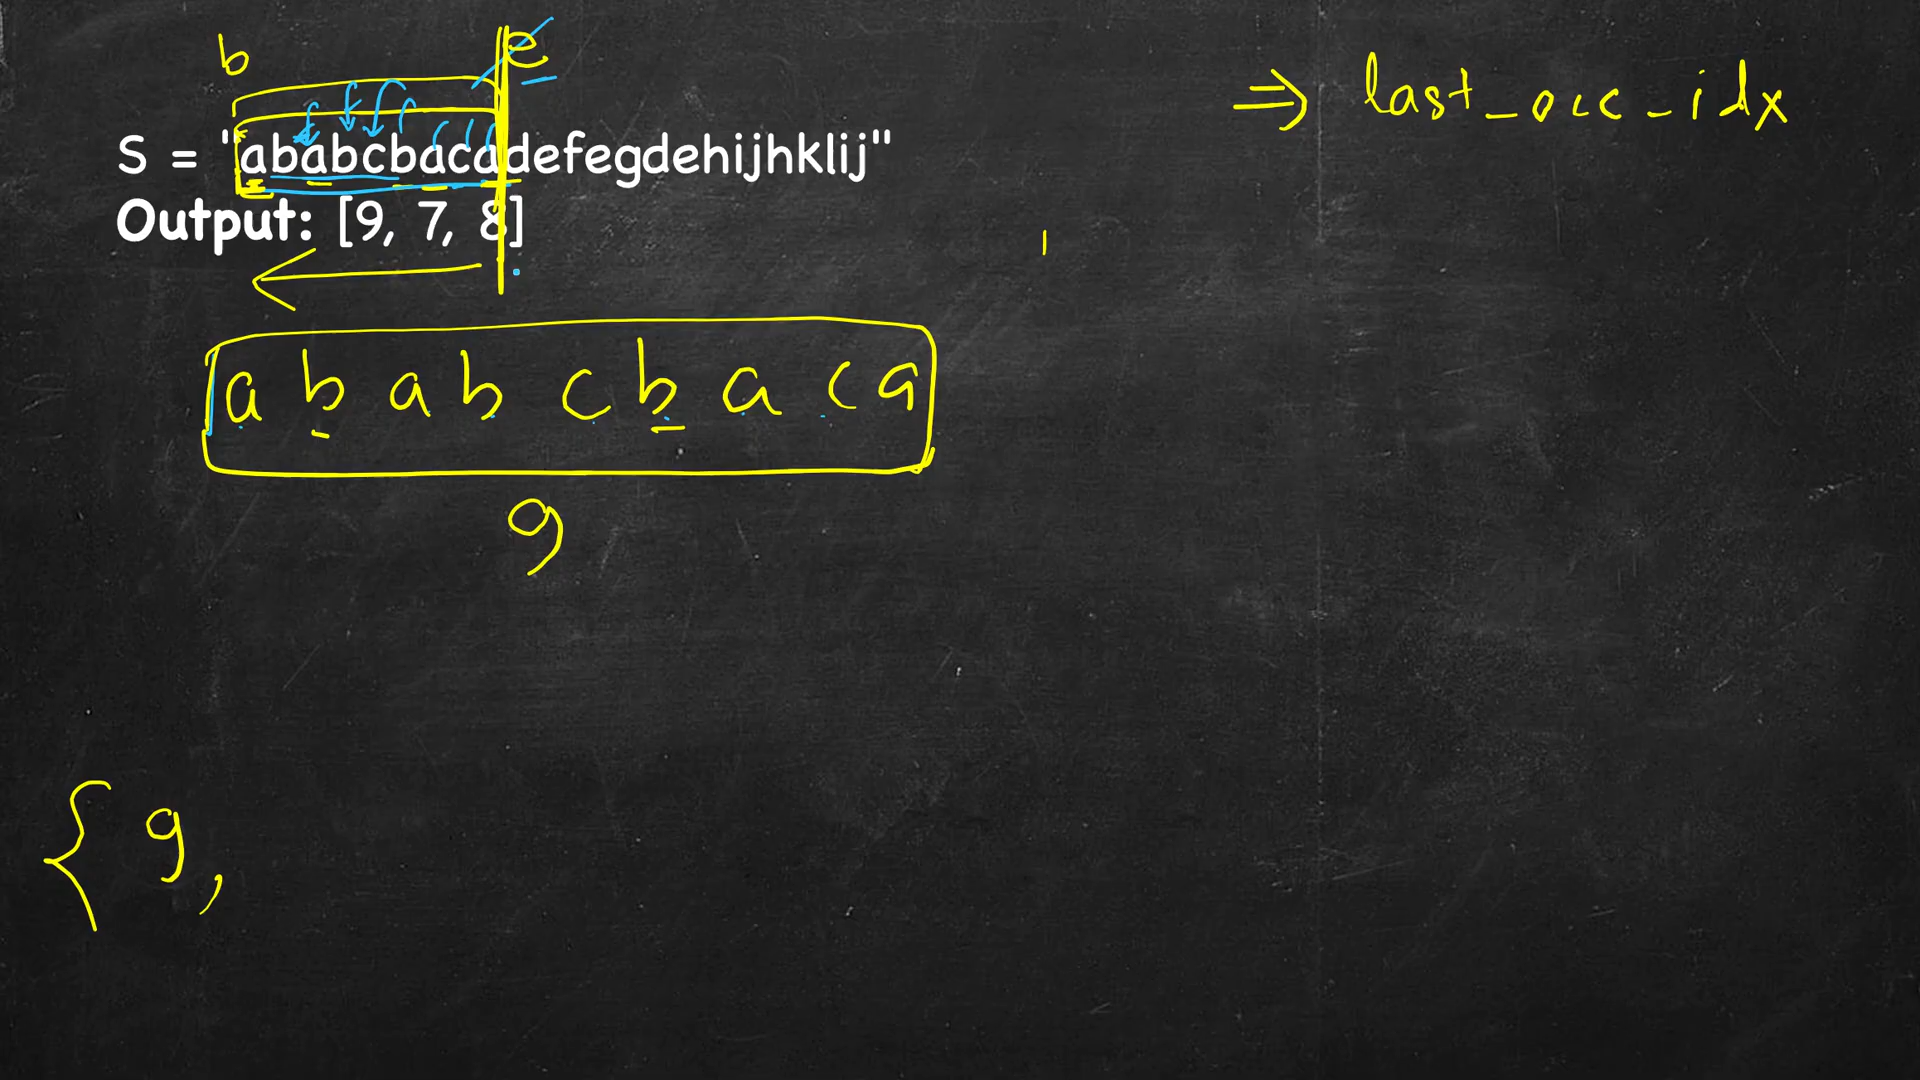 b e
⇒ last_occ_idx
S = "ababcbacadefegdehijhklij"
Output: [9, 7, 8]
a b a b c b a c a
9
{ 9,